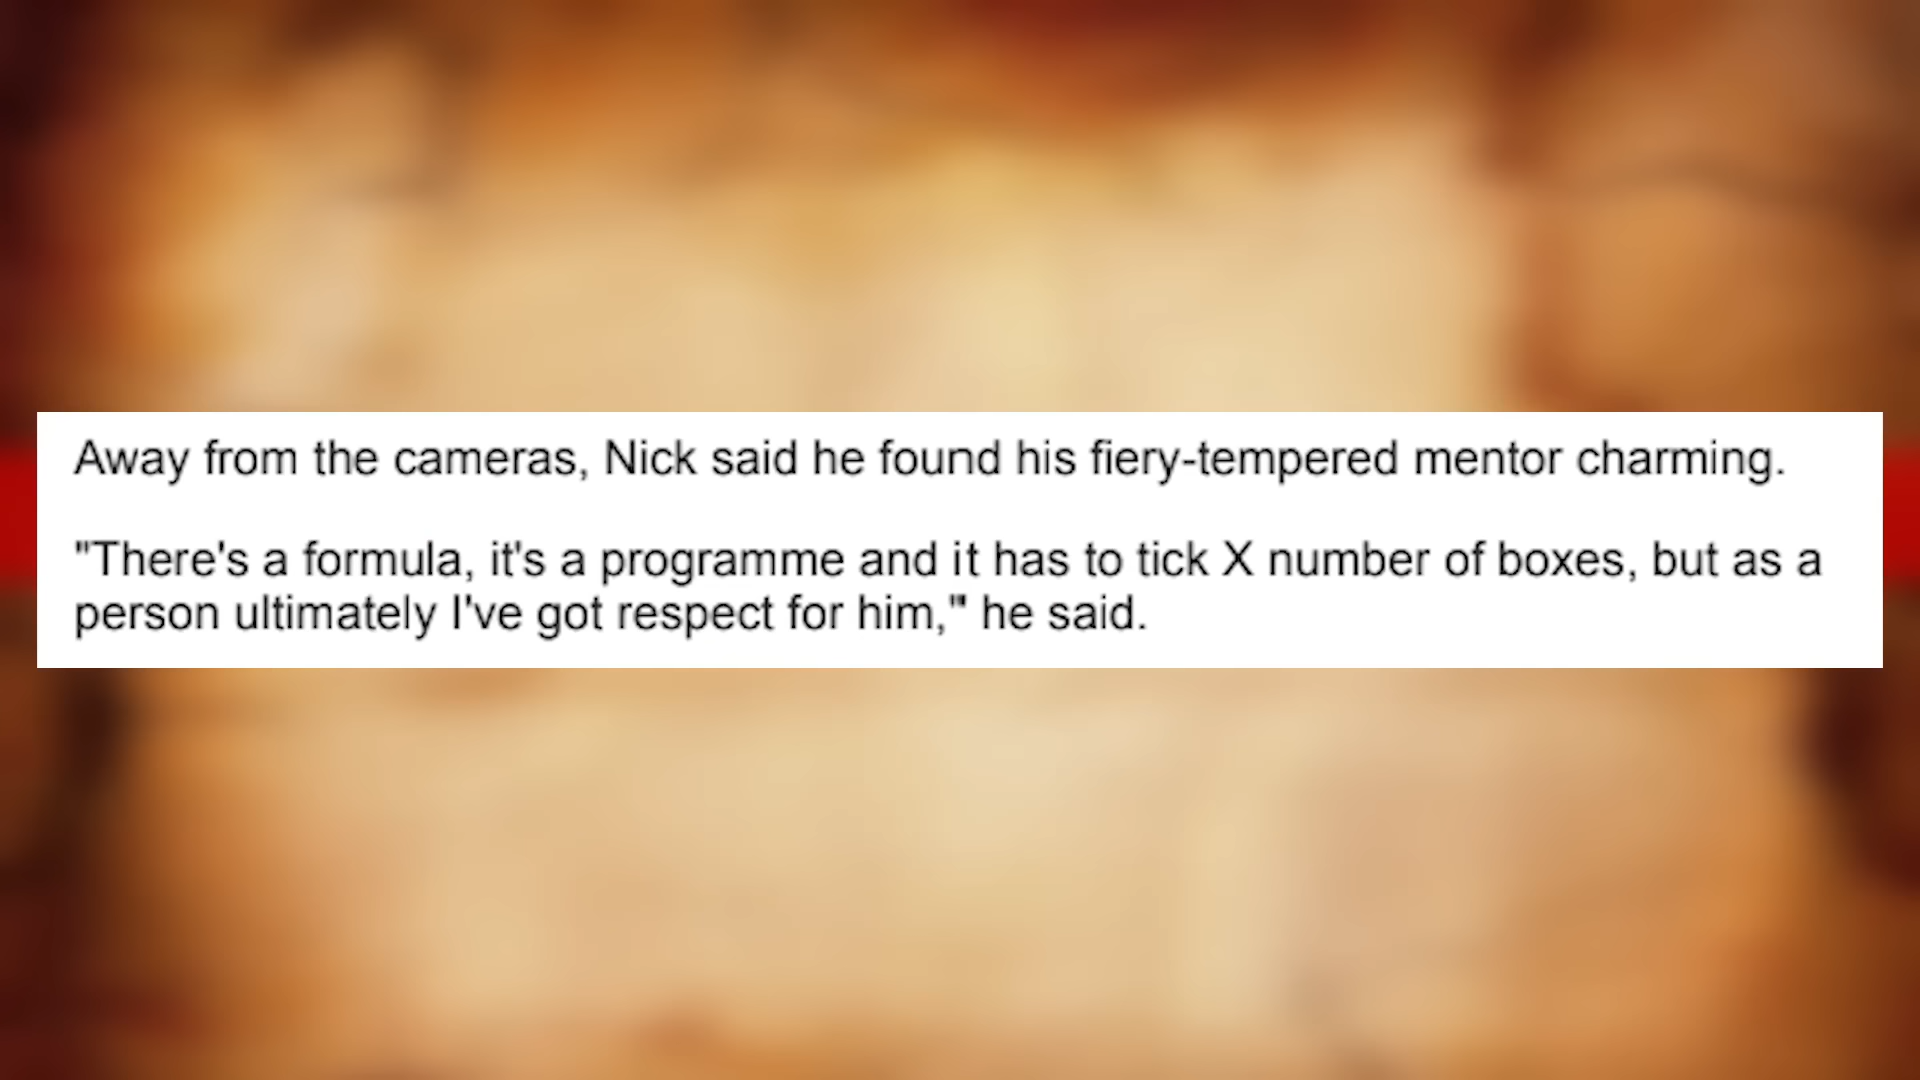 Away from the cameras, Nick said he found his fiery-tempered mentor charming.
"There's a formula, it's a programme and it has to tick X number of boxes, but as a
person ultimately I've got respect for him," he said.